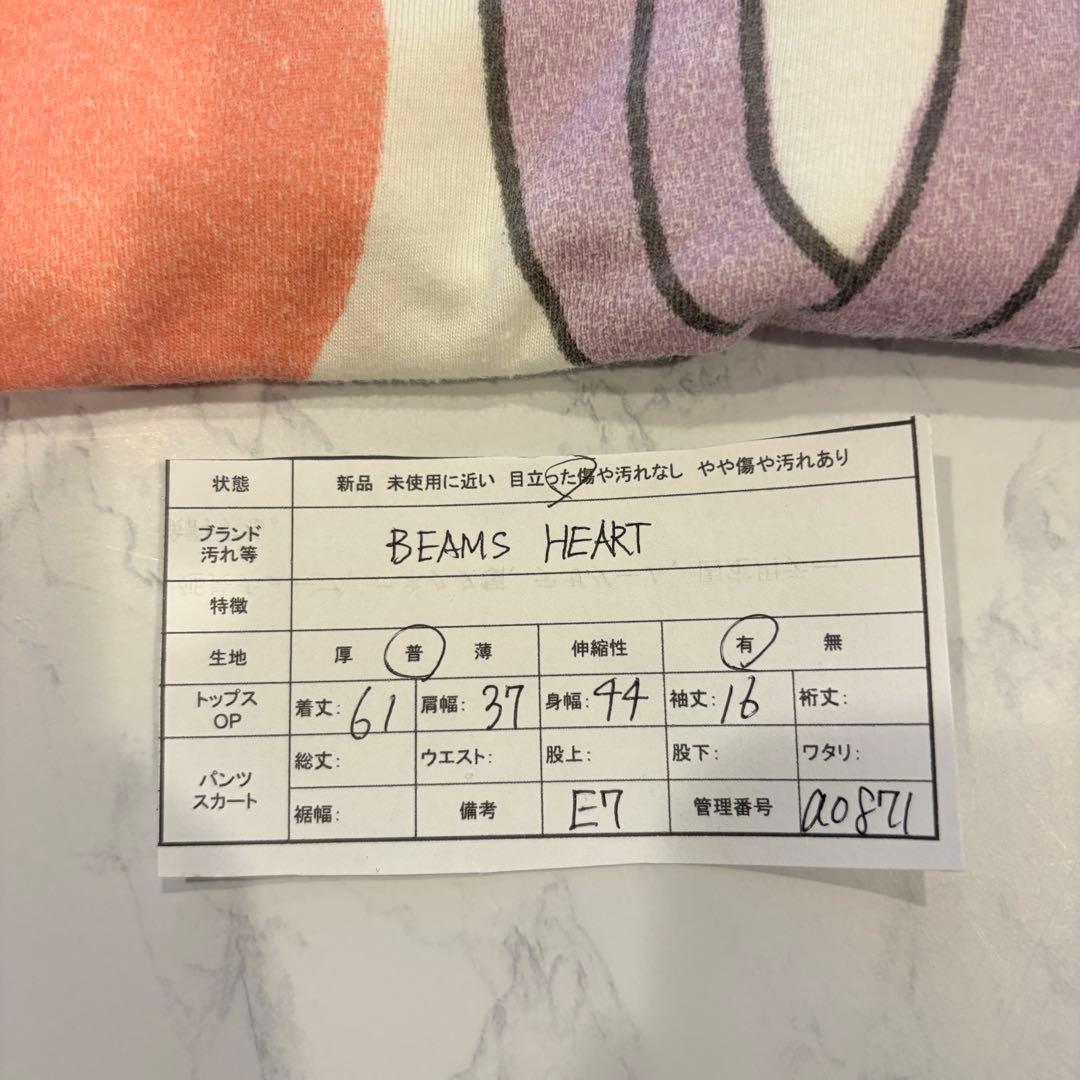 状態 新品 未使用に近い 目立った傷や汚れなし やや傷や汚れあり
ブランド
汚れ等
BEAMS HEART
特徴
生地 厚 普 薄 伸縮性 有 無
トップス
OP
着丈: 61 肩幅: 37 身幅: 44 袖丈: 16 裄丈:
パンツ
スカート
総丈: ウエスト: 股上: 股下: ワタリ:
裾幅: 備考 E7 管理番号 a0871